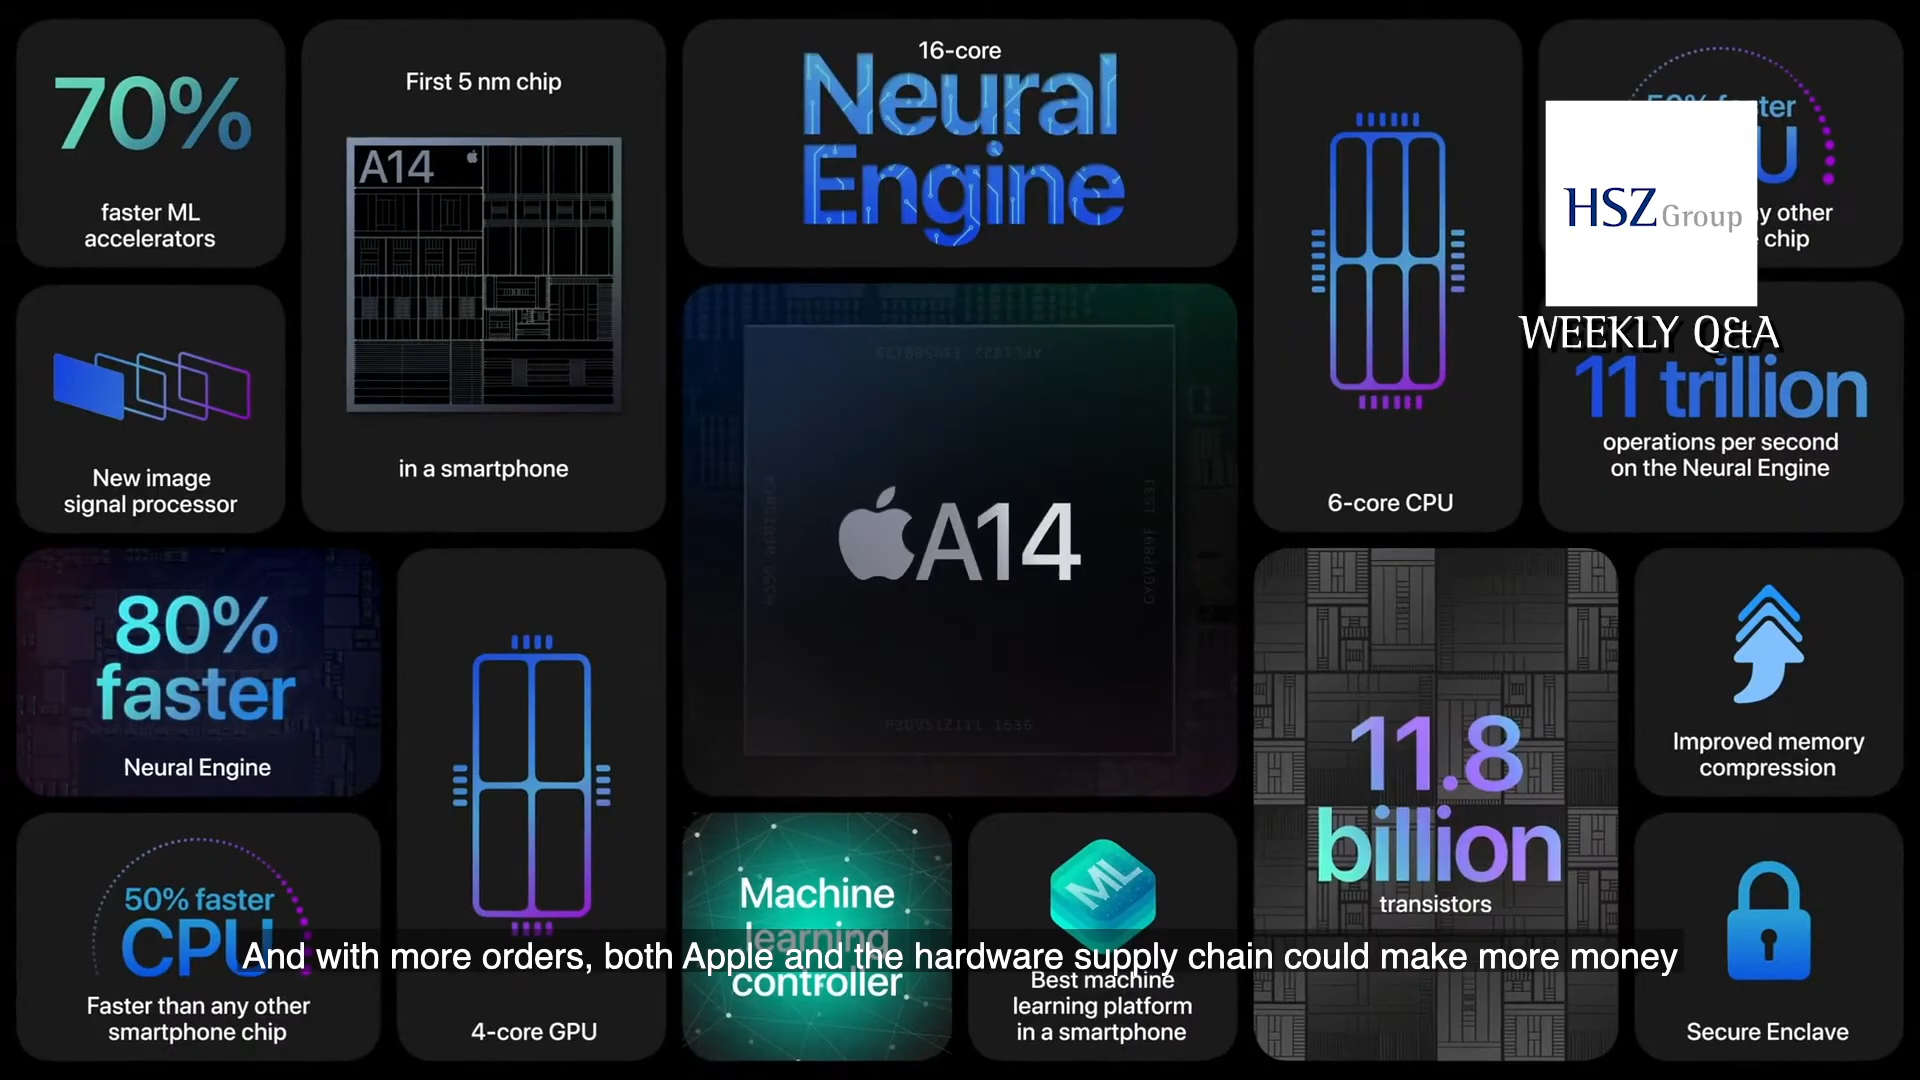 70%
faster ML
accelerators
First 5 nm chip
A14
in a smartphone
16-core
Neural
Engine
6-core CPU
HSZ Group
WEEKLY Q&A
y other
chip
11 trillion
operations per second
on the Neural Engine
New image
signal processor
A14
80%
faster
Neural Engine
4-core GPU
50% faster
CPU
Faster than any other
smartphone chip
Machine
learning
controller
ML
Best machine
learning platform
in a smartphone
11.8
billion
transistors
Improved memory
compression
Secure Enclave
And with more orders, both Apple and the hardware supply chain could make more money